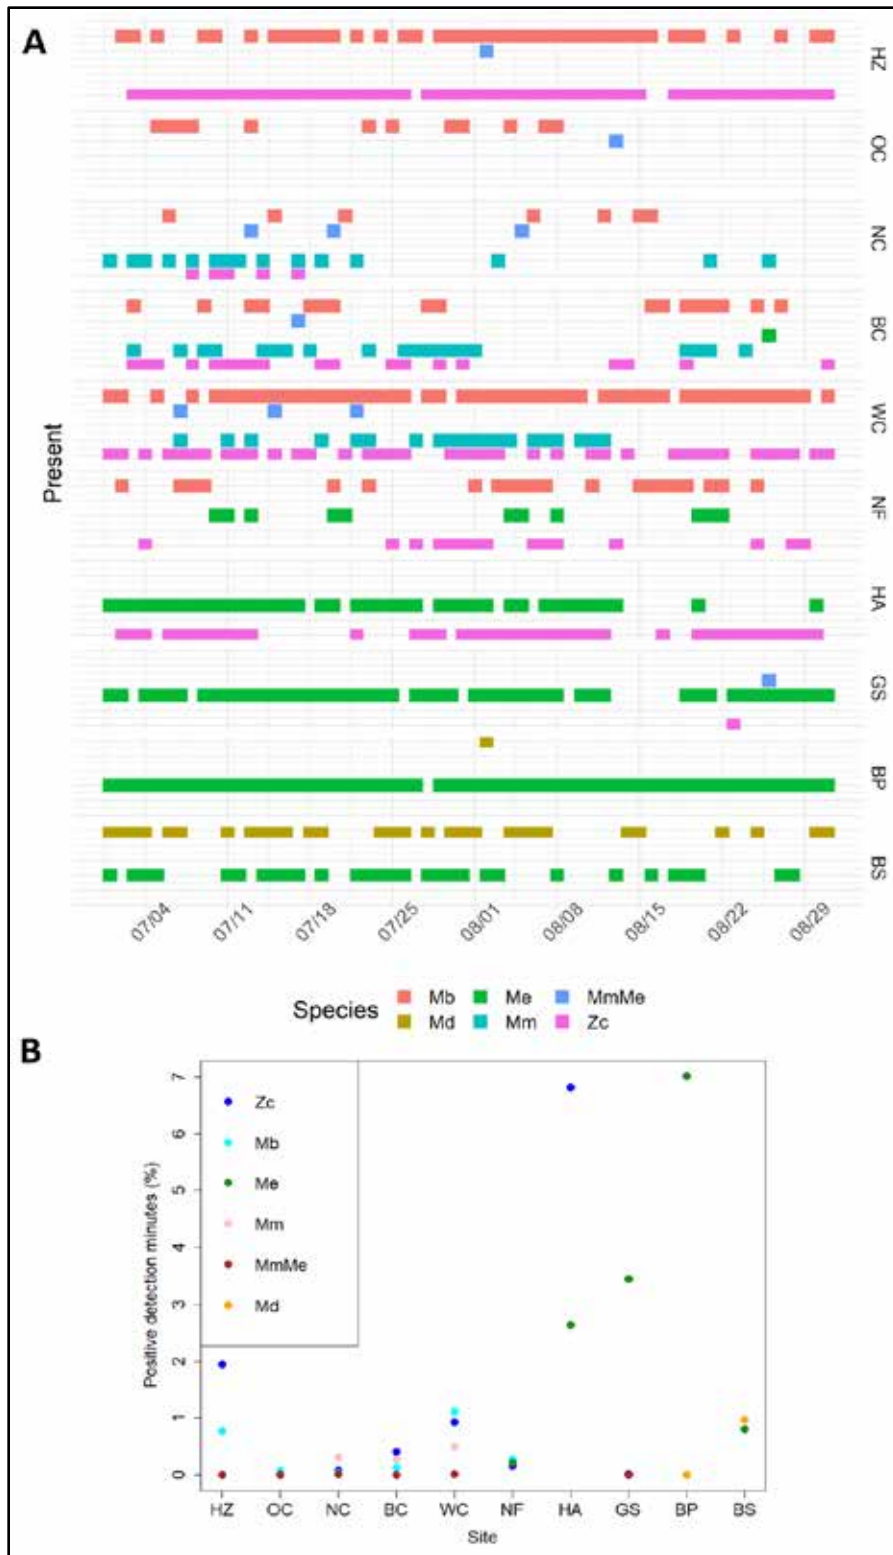 A
HZ
OC
NC
BC
WC
NF
HA
GS
BP
BS
Present
07/04 07/11 07/18 07/25 08/01 08/08 08/15 08/22 08/29
Species
Mb Me MmMe
Md Mm Zc
B
Zc
Mb
Me
Mm
MmMe
Md
Positive detection minutes (%)
7
6
5
4
3
2
1
0
HZ OC NC BC WC NF HA GS BP BS
Site